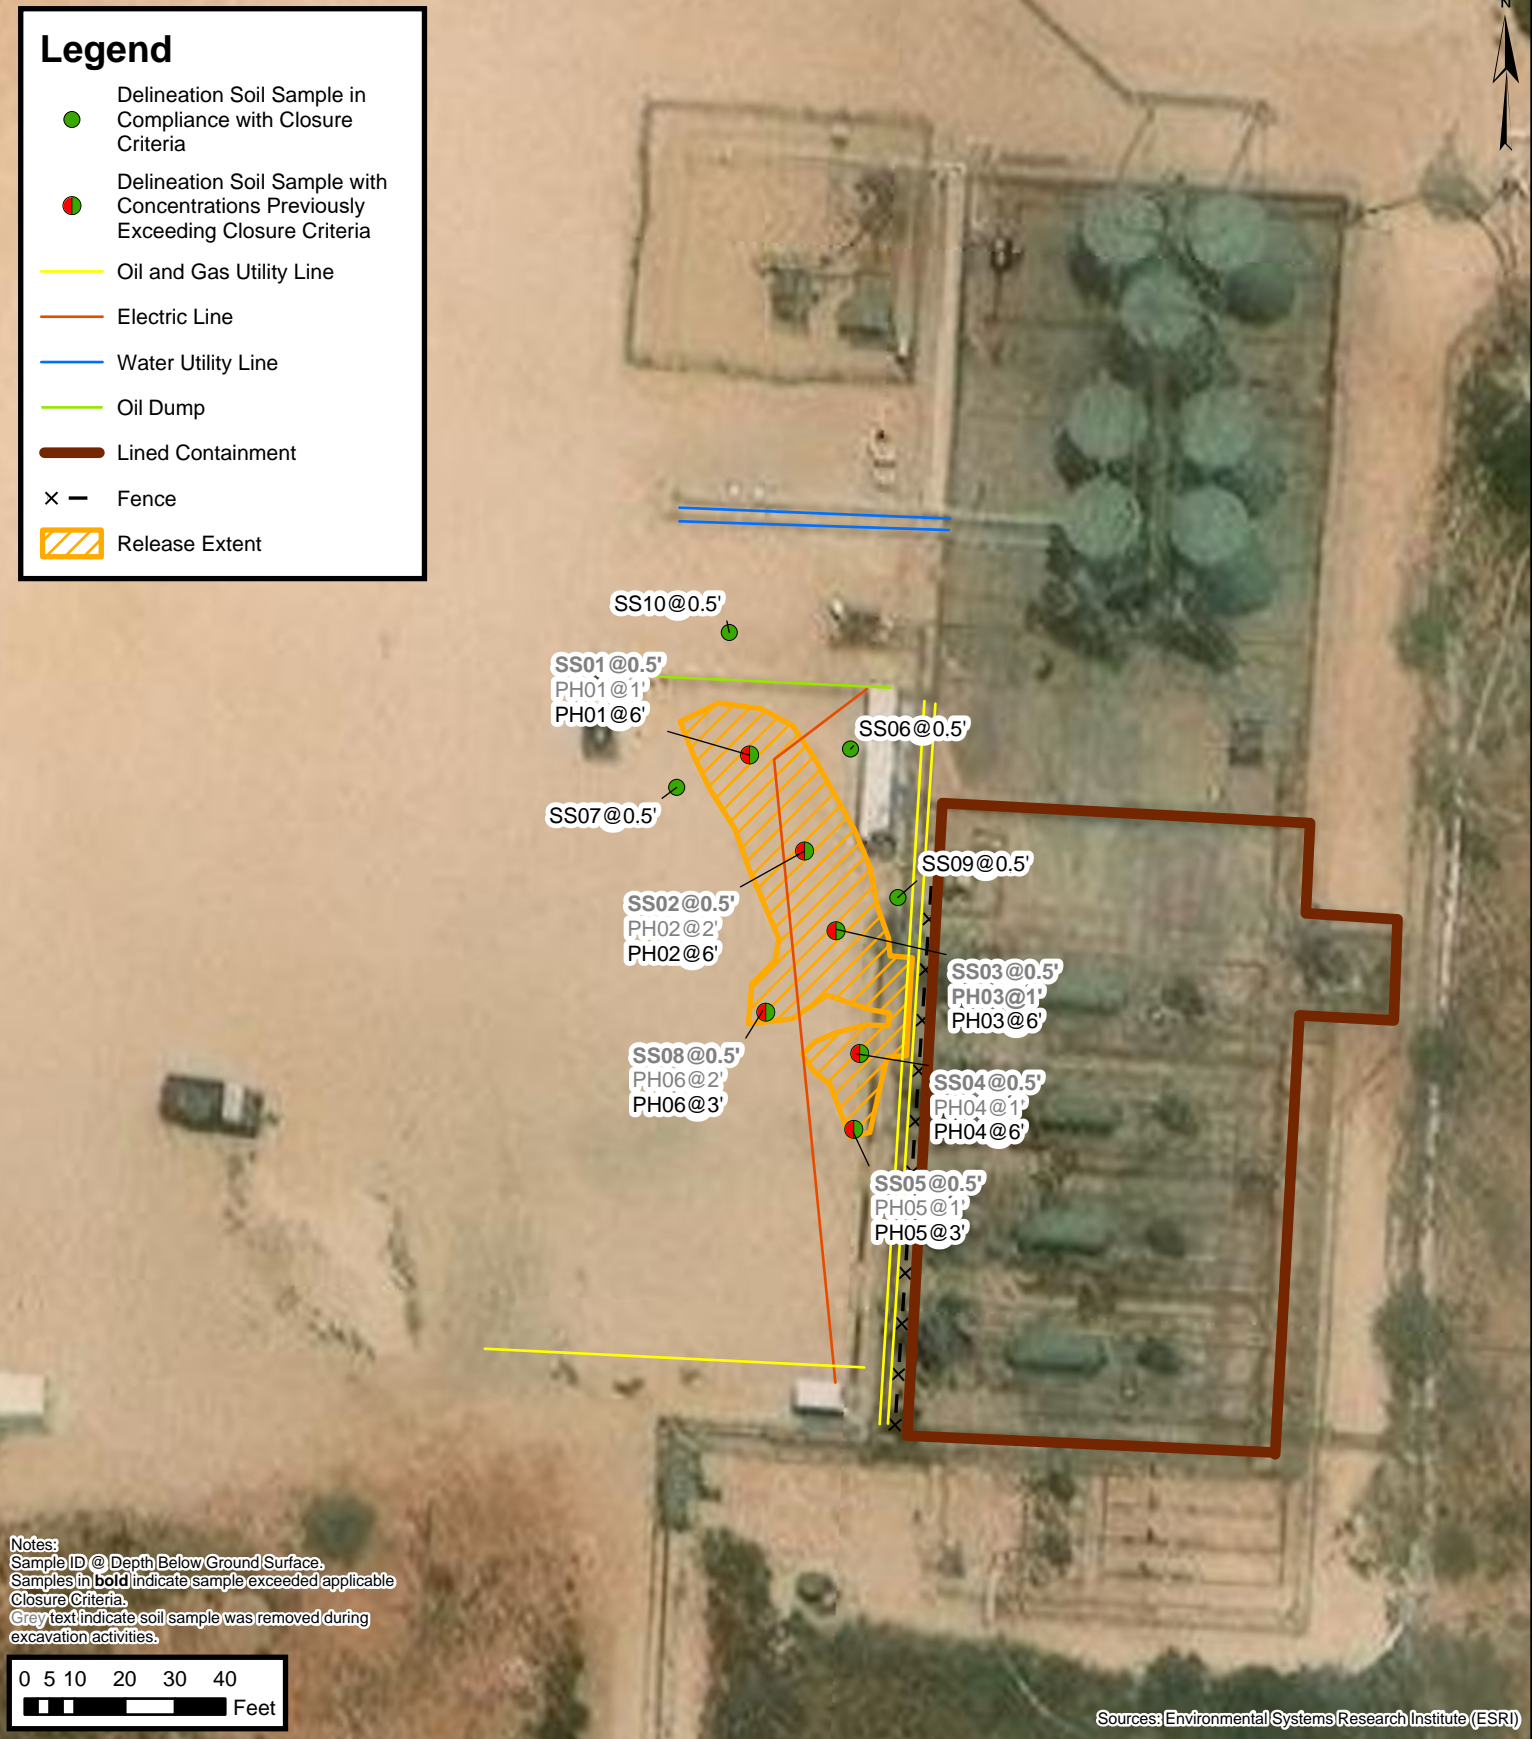 Legend
Delineation Soil Sample in
Compliance with Closure
Criteria
Delineation Soil Sample with
Concentrations Previously
Exceeding Closure Criteria
Oil and Gas Utility Line
Electric Line
Water Utility Line
Oil Dump
Lined Containment
Fence
Release Extent
N
SS10@0.5'
SS01@0.5'
PH01@1'
PH01@6'
SS06@0.5'
SS07@0.5'
SS09@0.5'
SS02@0.5'
PH02@2'
PH02@6'
SS03@0.5'
PH03@1'
PH03@6'
SS08@0.5'
PH06@2'
PH06@3'
SS04@0.5'
PH04@1'
PH04@6'
SS05@0.5'
PH05@1'
PH05@3'
Notes:
Sample ID @ Depth Below Ground Surface.
Samples in bold indicate sample exceeded applicable
Closure Criteria.
Grey text indicate soil sample was removed during
excavation activities.
0 5 10 20 30 40
Feet
Sources: Environmental Systems Research Institute (ESRI)